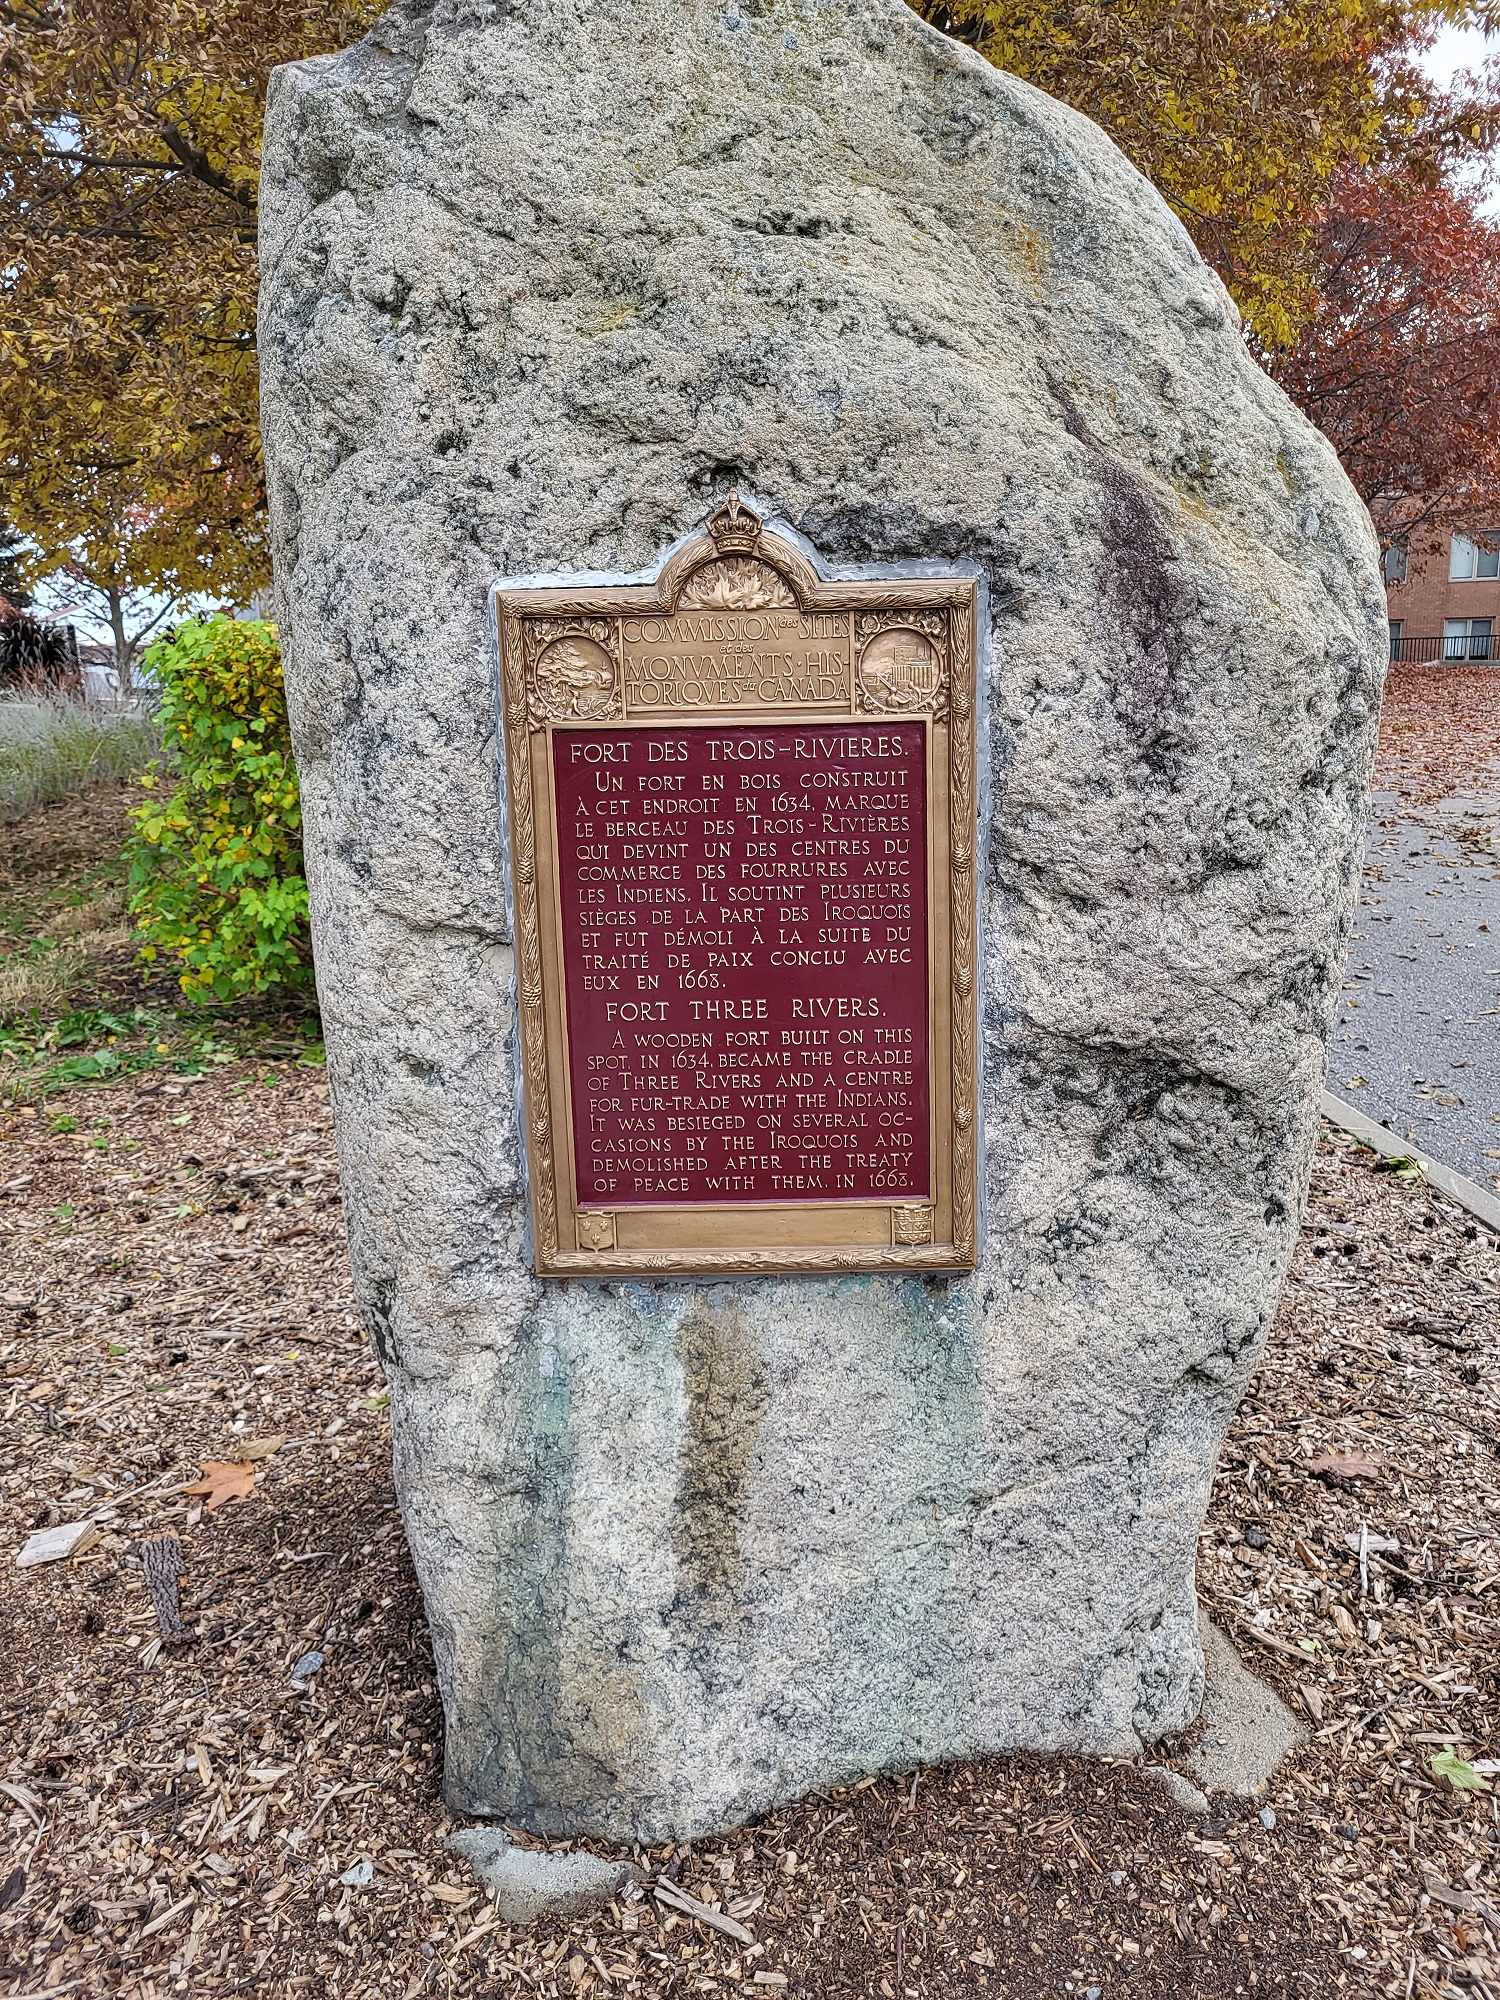 COMMISSION des SITES
et des
MONVMENTS·HIS-
TORIQVES du CANADA
FORT DES TROIS-RIVIERES.
UN FORT EN BOIS CONSTRUIT
À CET ENDROIT EN 1634, MARQUE
LE BERCEAU DES TROIS-RIVIÈRES
QUI DEVINT UN DES CENTRES DU
COMMERCE DES FOURRURES AVEC
LES INDIENS. IL SOUTINT PLUSIEURS
SIÈGES DE LA PART DES IROQUOIS
ET FUT DÉMOLI À LA SUITE DU
TRAITÉ DE PAIX CONCLU AVEC
EUX EN 1668.
FORT THREE RIVERS.
A WOODEN FORT BUILT ON THIS
SPOT, IN 1634, BECAME THE CRADLE
OF THREE RIVERS AND A CENTRE
FOR FUR-TRADE WITH THE INDIANS.
IT WAS BESIEGED ON SEVERAL OC-
CASIONS BY THE IROQUOIS AND
DEMOLISHED AFTER THE TREATY
OF PEACE WITH THEM, IN 1668.